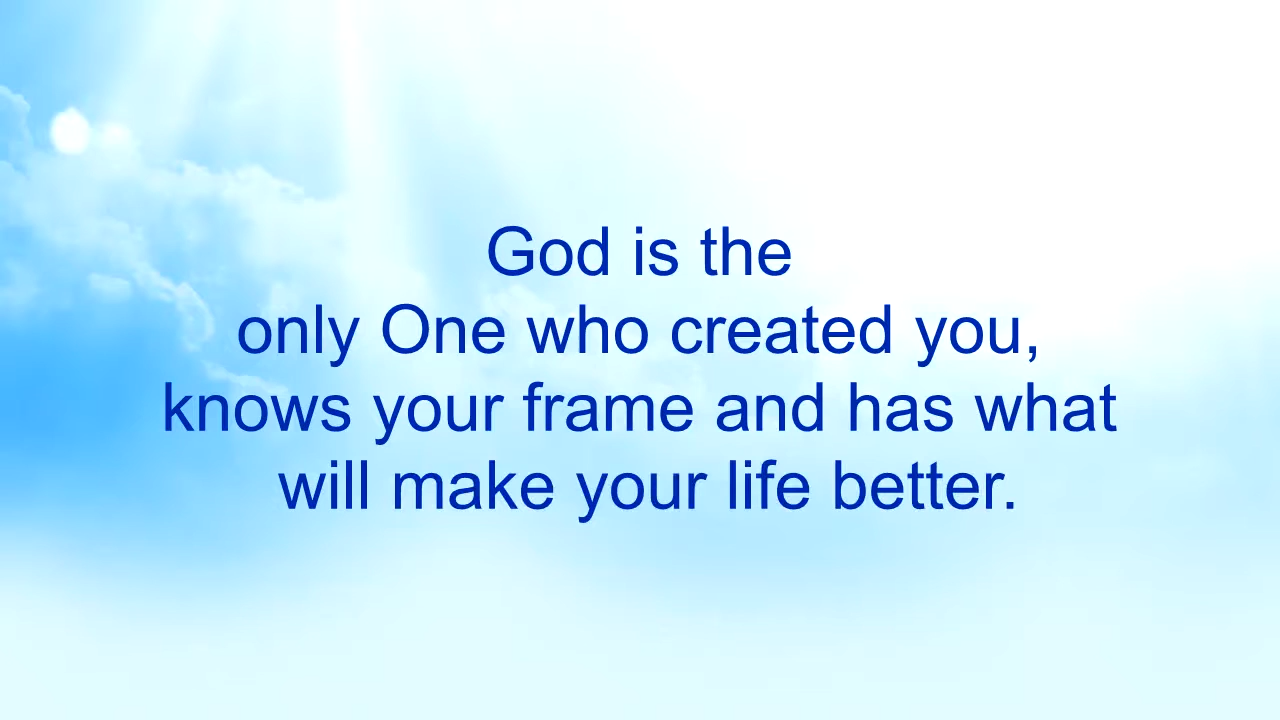 God is the
only One who created you,
knows your frame and has what
will make your life better.